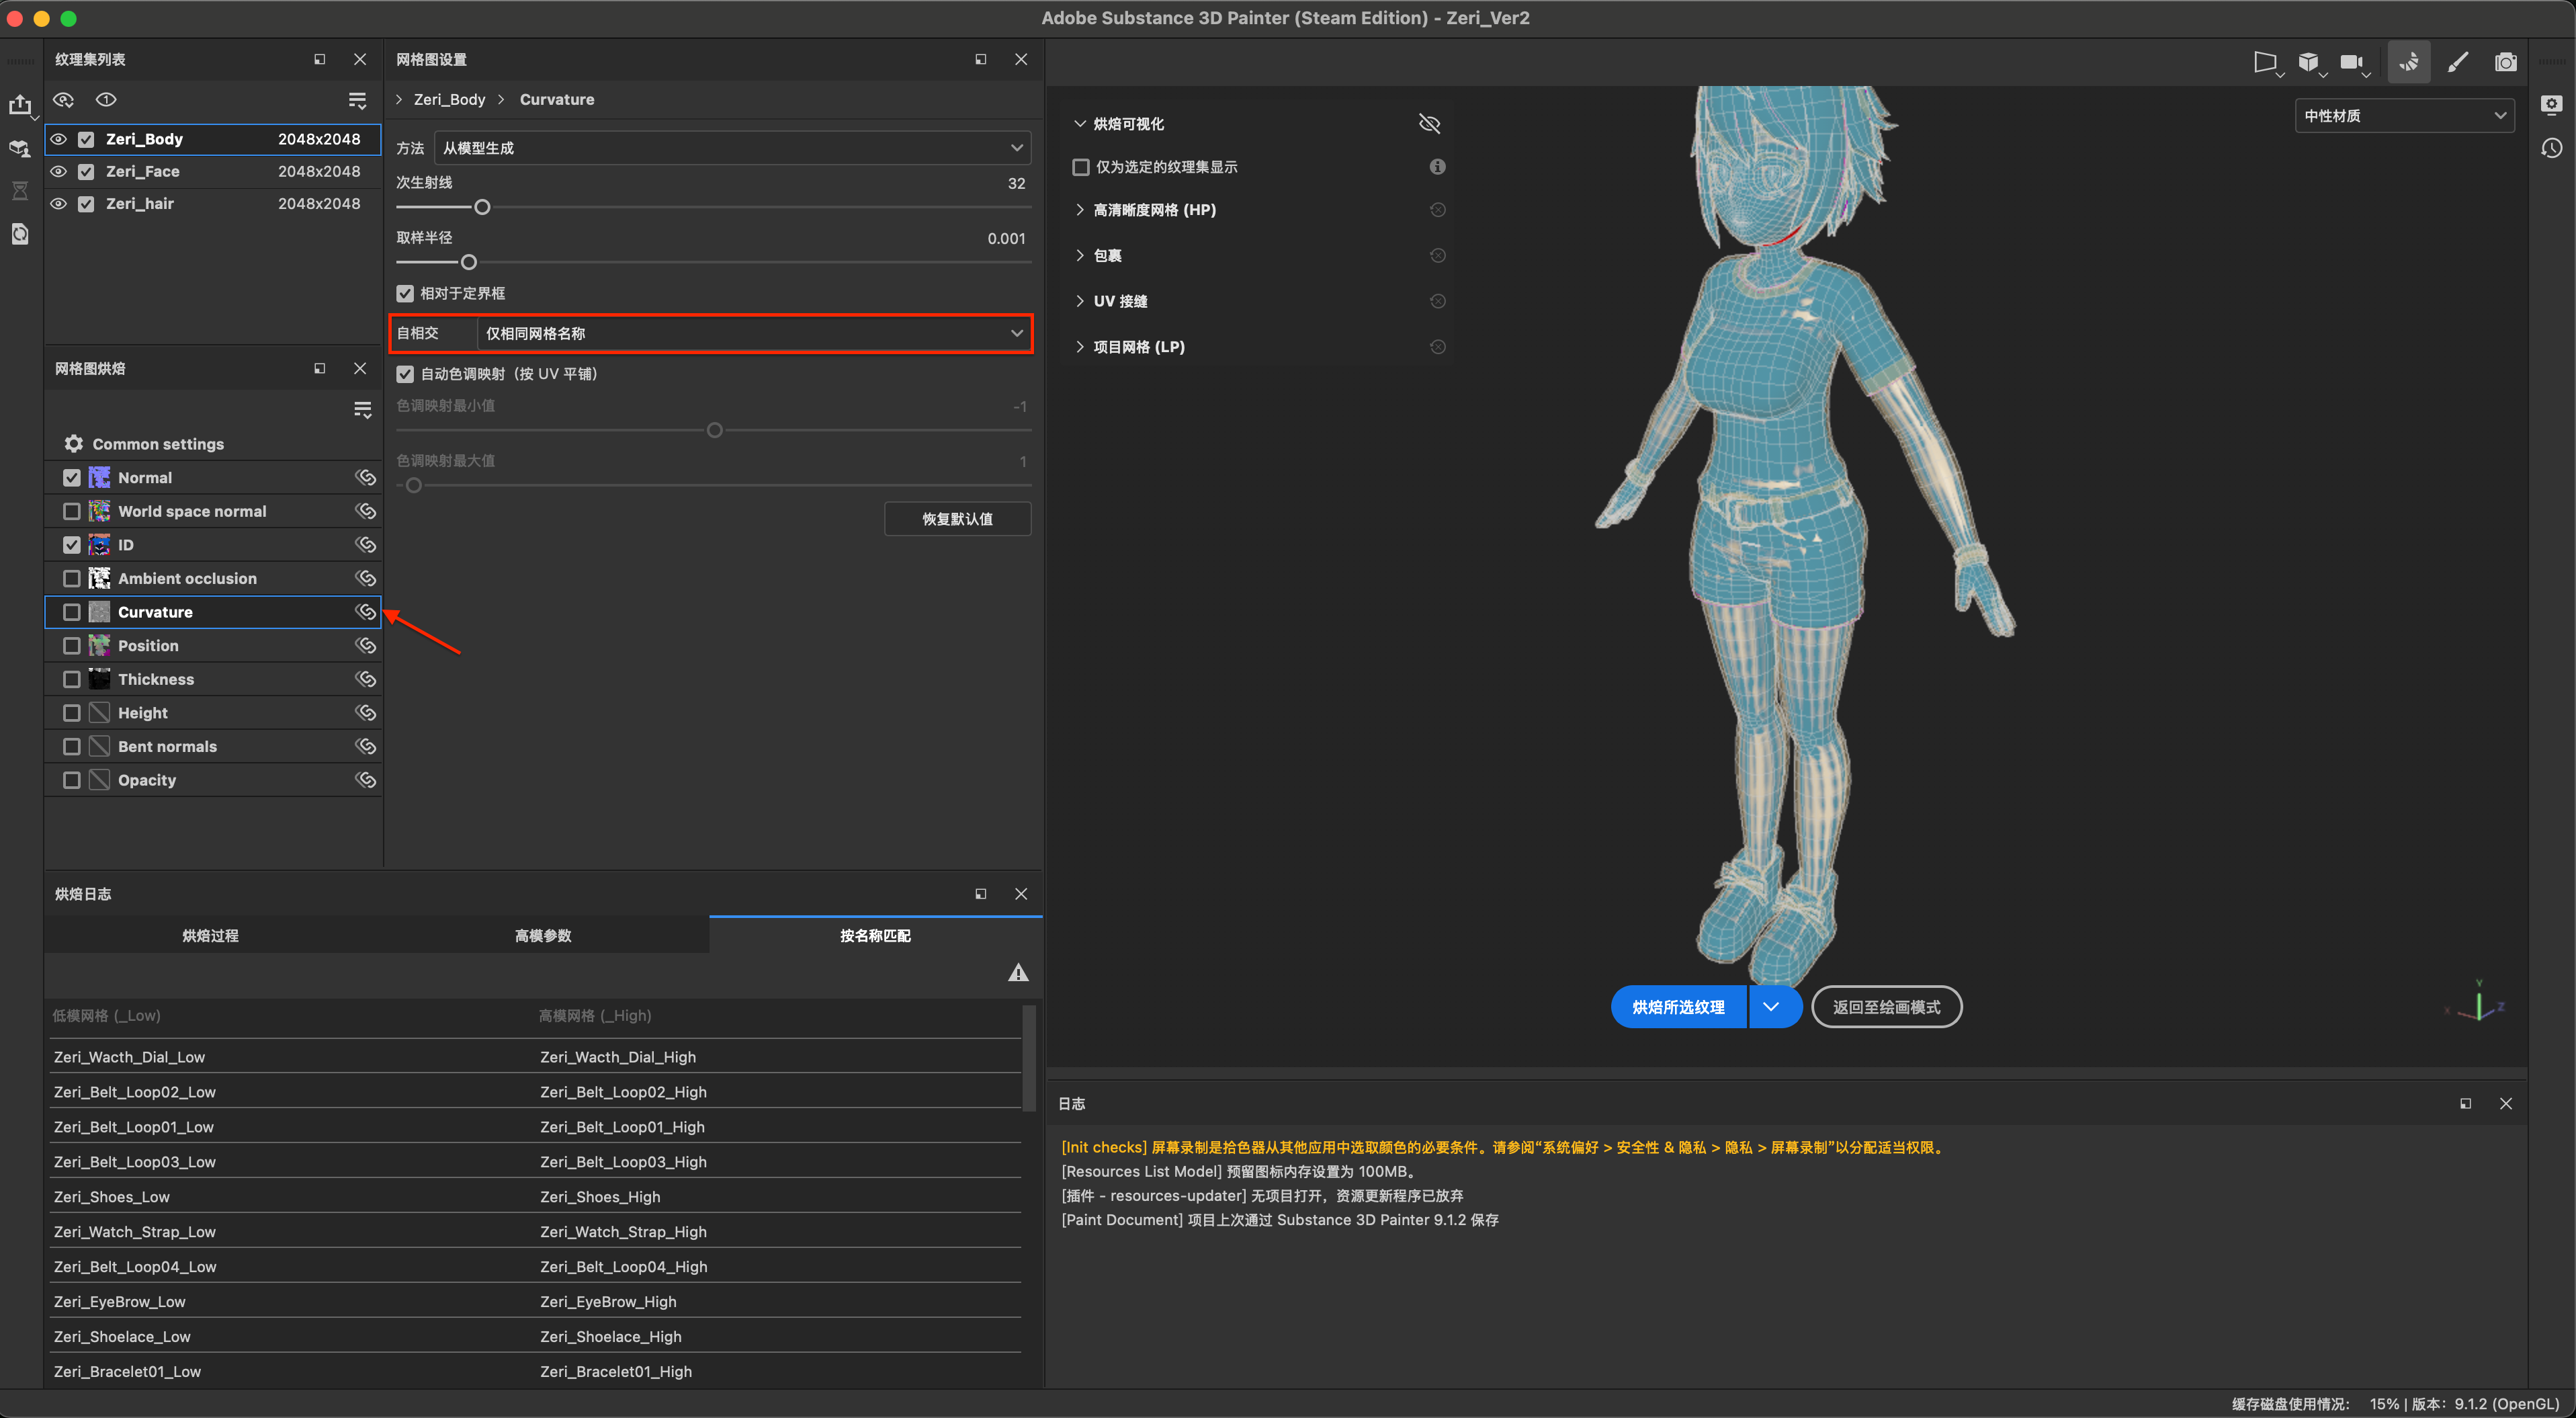 Adobe Substance 3D Painter (Steam Edition) - Zeri_Ver2
纹理集列表
Zeri_Body 2048x2048
Zeri_Face 2048x2048
Zeri_hair 2048x2048
网格图烘焙
Common settings
Normal
World space normal
ID
Ambient occlusion
Curvature
Position
Thickness
Height
Bent normals
Opacity
网格图设置
> Zeri_Body > Curvature
方法 从模型生成
次生射线 32
取样半径 0.001
相对于定界框
自相交 仅相同网格名称
自动色调映射（按 UV 平铺）
色调映射最小值 -1
色调映射最大值 1
恢复默认值
烘焙日志
烘焙过程 高模参数 按名称匹配
低模网格 (_Low) 高模网格 (_High)
Zeri_Wacth_Dial_Low Zeri_Wacth_Dial_High
Zeri_Belt_Loop02_Low Zeri_Belt_Loop02_High
Zeri_Belt_Loop01_Low Zeri_Belt_Loop01_High
Zeri_Belt_Loop03_Low Zeri_Belt_Loop03_High
Zeri_Shoes_Low Zeri_Shoes_High
Zeri_Watch_Strap_Low Zeri_Watch_Strap_High
Zeri_Belt_Loop04_Low Zeri_Belt_Loop04_High
Zeri_EyeBrow_Low Zeri_EyeBrow_High
Zeri_Shoelace_Low Zeri_Shoelace_High
Zeri_Bracelet01_Low Zeri_Bracelet01_High
烘焙可视化
仅为选定的纹理集显示
高清晰度网格 (HP)
包裹
UV 接缝
项目网格 (LP)
中性材质
烘焙所选纹理
返回至绘画模式
Y
X Z
日志
[Init checks] 屏幕录制是拾色器从其他应用中选取颜色的必要条件。请参阅“系统偏好 > 安全性 & 隐私 > 隐私 > 屏幕录制”以分配适当权限。
[Resources List Model] 预留图标内存设置为 100MB。
[插件 - resources-updater] 无项目打开，资源更新程序已放弃
[Paint Document] 项目上次通过 Substance 3D Painter 9.1.2 保存
缓存磁盘使用情况： 15% | 版本：9.1.2 (OpenGL)